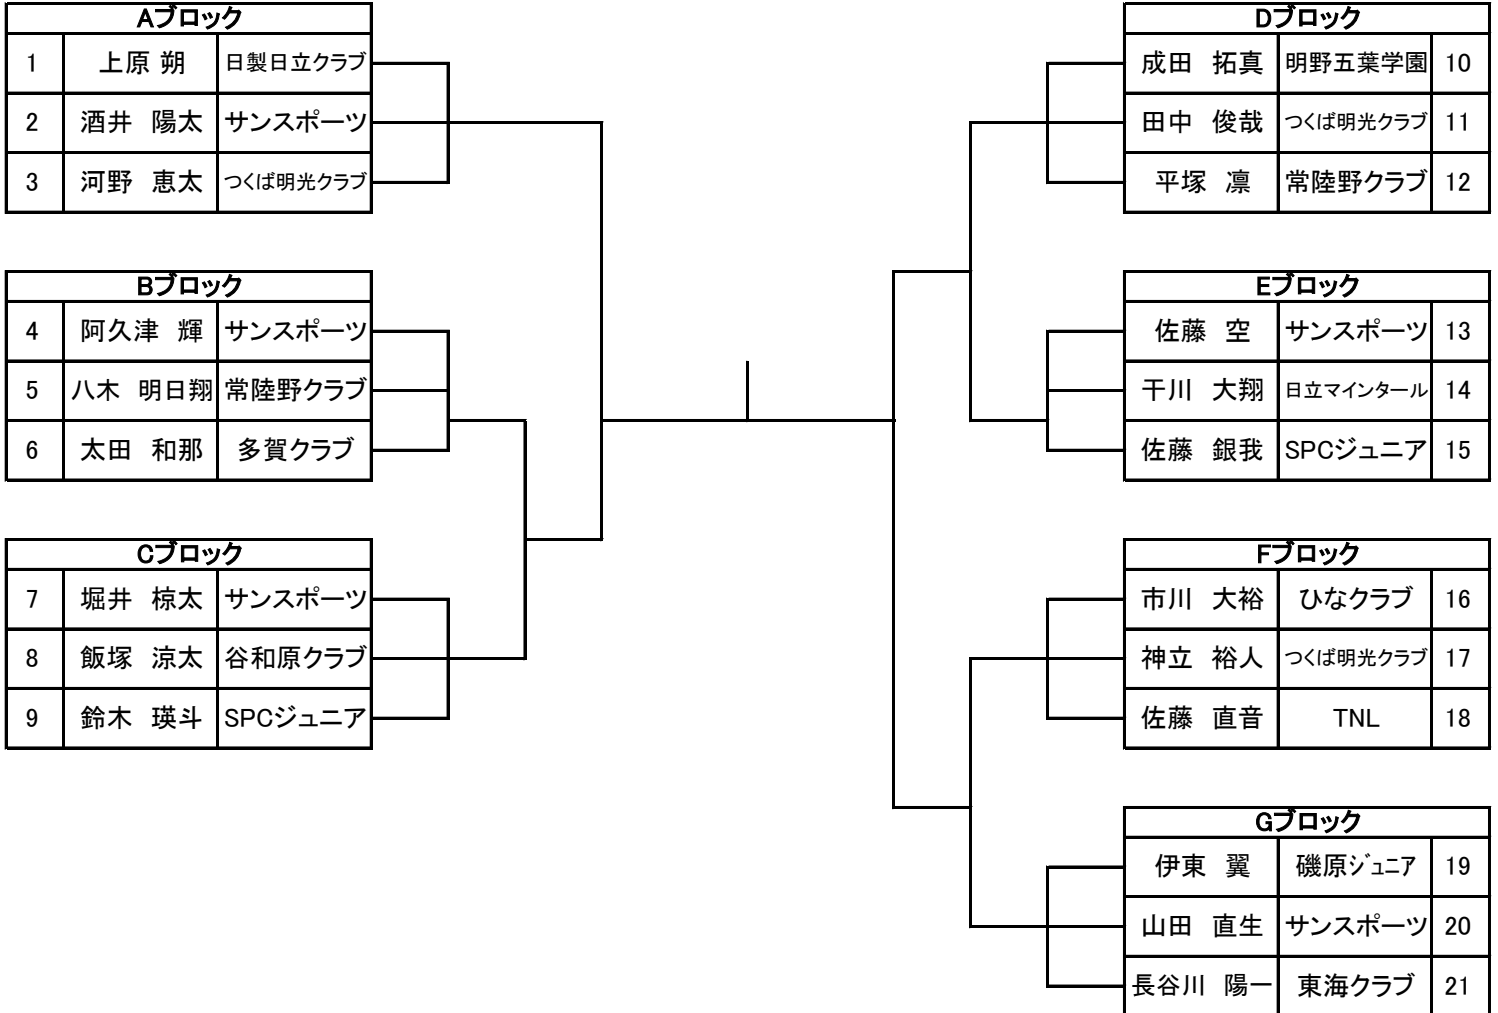 Aブロック
1 上原 朔 日製日立クラブ
2 酒井 陽太 サンスポーツ
3 河野 恵太 つくば明光クラブ
Bブロック
4 阿久津 輝 サンスポーツ
5 八木 明日翔 常陸野クラブ
6 太田 和那 多賀クラブ
Cブロック
7 堀井 椋太 サンスポーツ
8 飯塚 涼太 谷和原クラブ
9 鈴木 瑛斗 SPCジュニア
Dブロック
成田 拓真 明野五葉学園 10
田中 俊哉 つくば明光クラブ 11
平塚 凛 常陸野クラブ 12
Eブロック
佐藤 空 サンスポーツ 13
干川 大翔 日立マインタール 14
佐藤 銀我 SPCジュニア 15
Fブロック
市川 大裕 ひなクラブ 16
神立 裕人 つくば明光クラブ 17
佐藤 直音 TNL 18
Gブロック
伊東 翼 磯原ジュニア 19
山田 直生 サンスポーツ 20
長谷川 陽一 東海クラブ 21